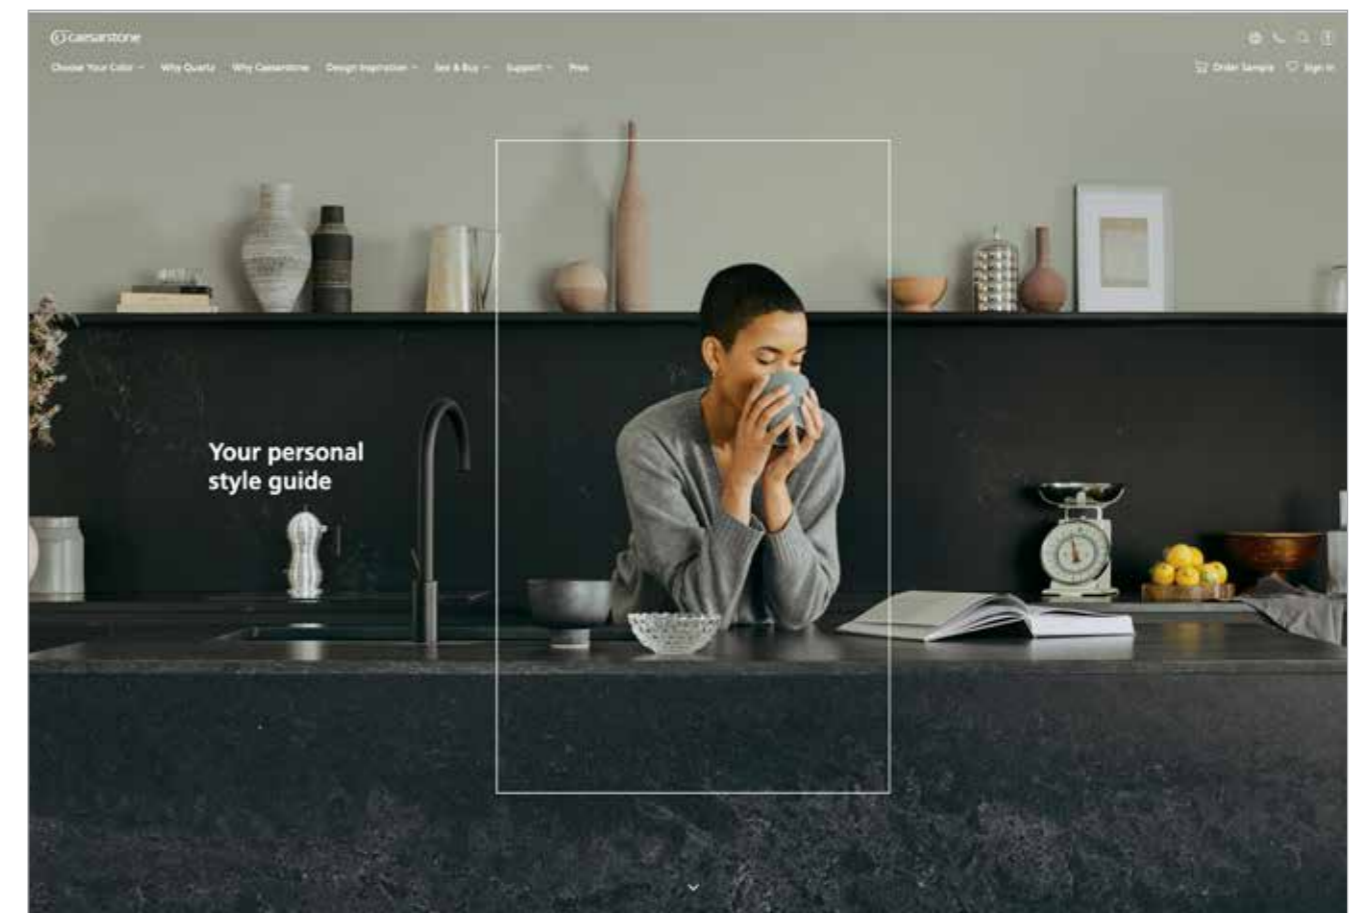 caesarstone
Choose Your Color Why Quartz Why Caesarstone Design Inspiration See & Buy Support Pros
Order Sample Sign In
Your personal
style guide